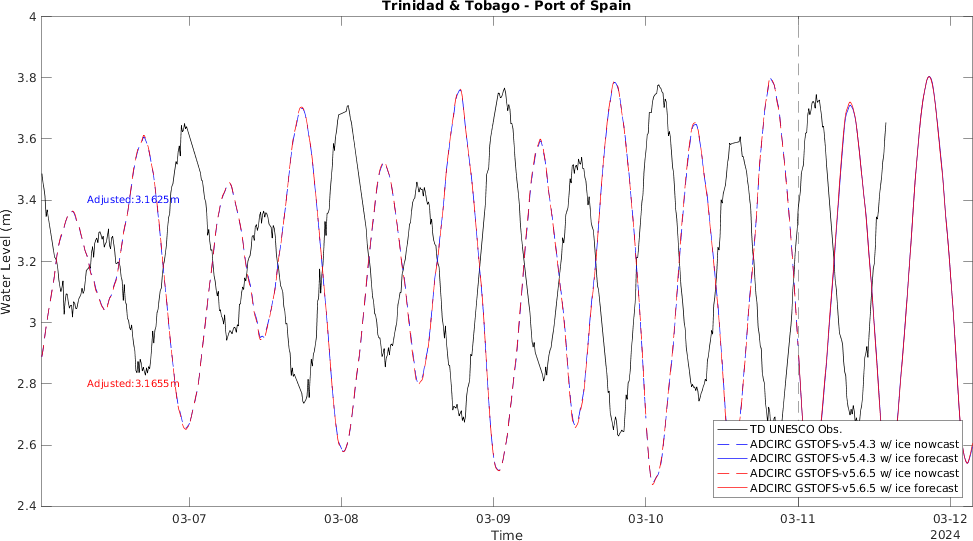 Trinidad & Tobago - Port of Spain
4
3.8
3.6
3.4
3.2
3
2.8
2.6
2.4
Water Level (m)
Adjusted:3.1625m
Adjusted:3.1655m
TD UNESCO Obs.
ADCIRC GSTOFS-v5.4.3 w/ ice nowcast
ADCIRC GSTOFS-v5.4.3 w/ ice forecast
ADCIRC GSTOFS-v5.6.5 w/ ice nowcast
ADCIRC GSTOFS-v5.6.5 w/ ice forecast
03-07
03-08
03-09
03-10
03-11
03-12
Time
2024